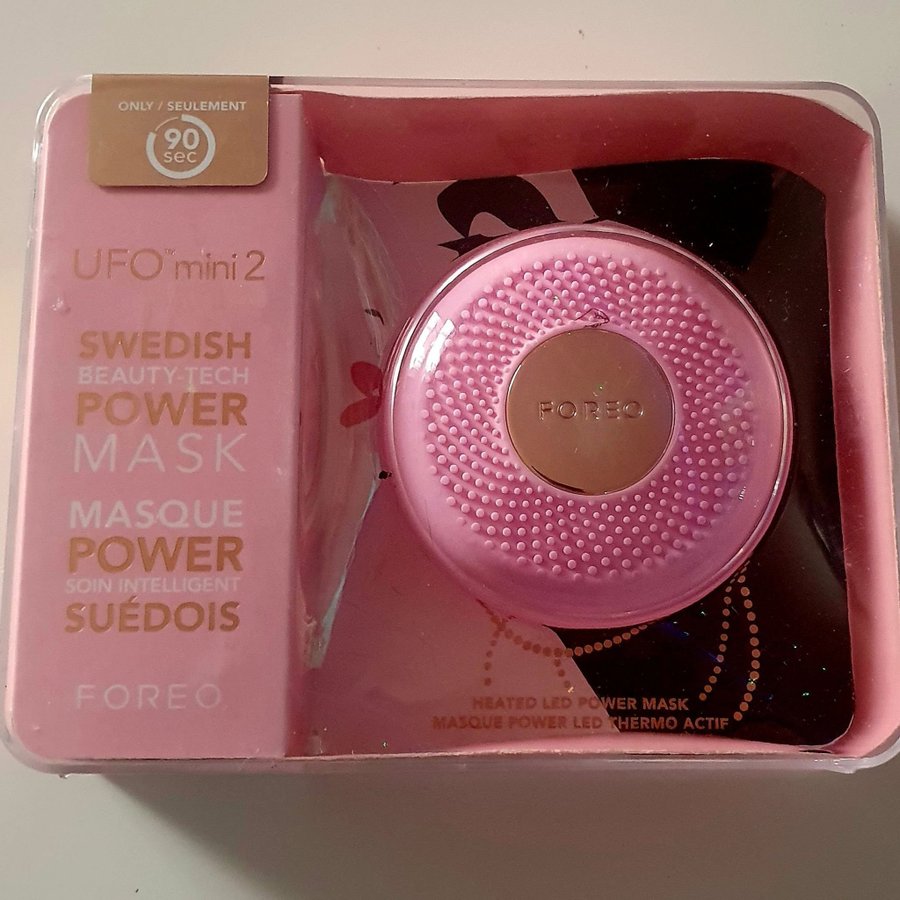 ONLY / SEULEMENT
90
sec
UFO™ mini 2
SWEDISH
BEAUTY-TECH
POWER
MASK
MASQUE
POWER
SOIN INTELLIGENT
SUÉDOIS
FOREO
FOREO
HEATED LED POWER MASK
MASQUE POWER LED THERMO ACTIF